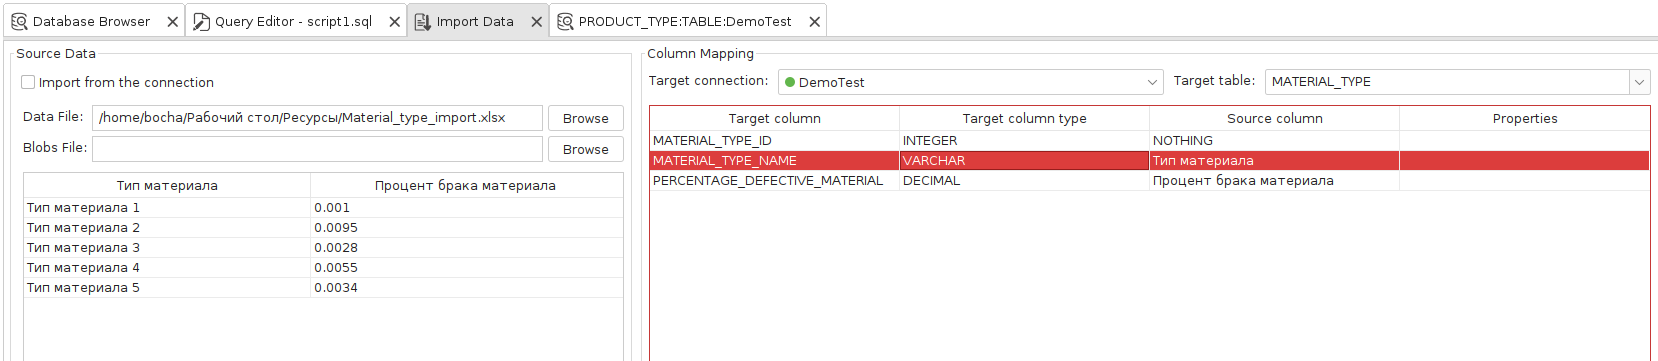 Database Browser Query Editor - script1.sql Import Data PRODUCT_TYPE:TABLE:DemoTest
Source Data
Import from the connection
Data File: /home/bocha/Рабочий стол/Ресурсы/Material_type_import.xlsx Browse
Blobs File: Browse
Тип материала Процент брака материала
Тип материала 1 0.001
Тип материала 2 0.0095
Тип материала 3 0.0028
Тип материала 4 0.0055
Тип материала 5 0.0034
Column Mapping
Target connection: DemoTest Target table: MATERIAL_TYPE
Target column Target column type Source column Properties
MATERIAL_TYPE_ID INTEGER NOTHING
MATERIAL_TYPE_NAME VARCHAR Тип материала
PERCENTAGE_DEFECTIVE_MATERIAL DECIMAL Процент брака материала